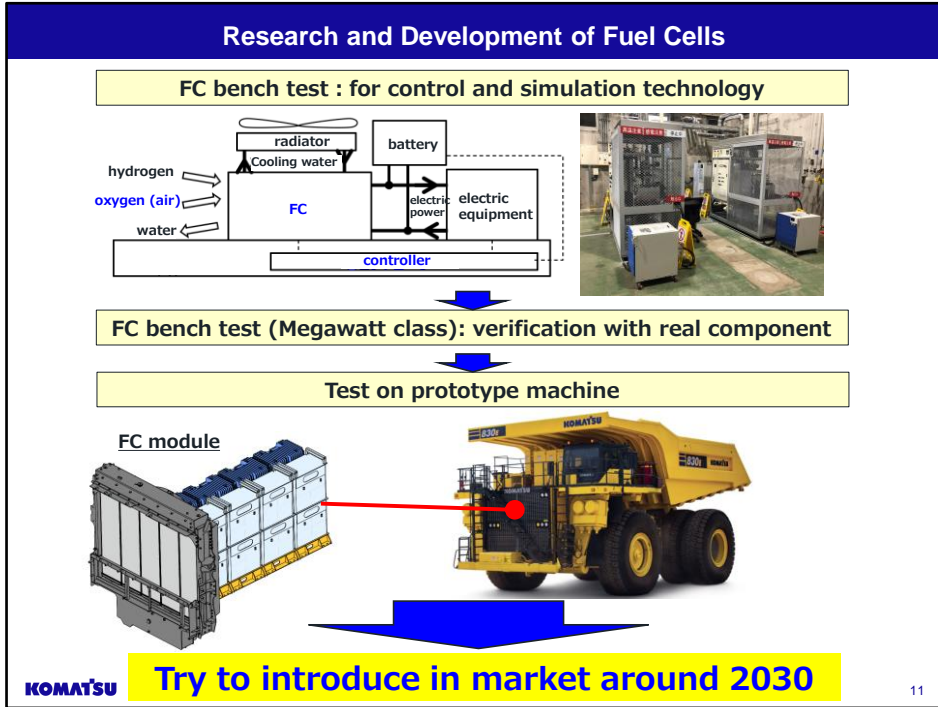 Research and Development of Fuel Cells
FC bench test : for control and simulation technology
radiator
Cooling water
battery
hydrogen
oxygen (air)
water
FC
electric
power
electric
equipment
controller
FC bench test (Megawatt class): verification with real component
Test on prototype machine
FC module
KOMATSU
830E
830E
KOMATSU
KOMATSU
Try to introduce in market around 2030
KOMATSU
11